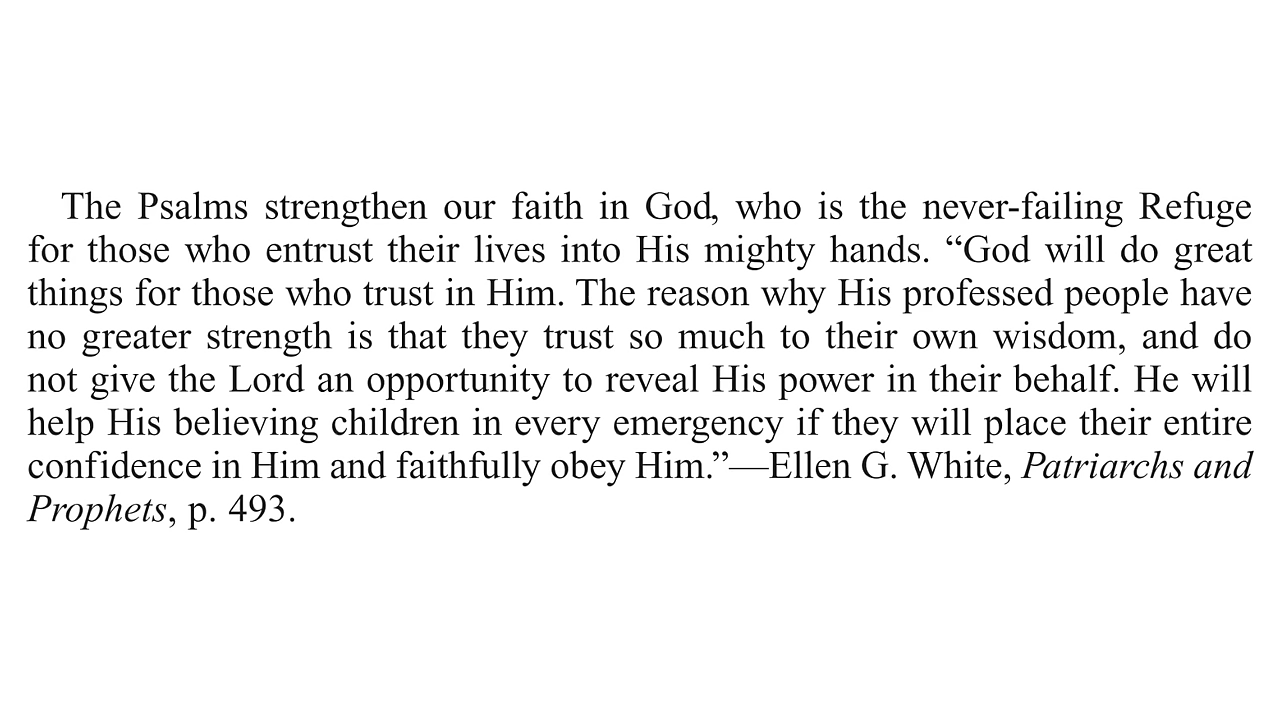 The Psalms strengthen our faith in God, who is the never-failing Refuge
for those who entrust their lives into His mighty hands. “God will do great
things for those who trust in Him. The reason why His professed people have
no greater strength is that they trust so much to their own wisdom, and do
not give the Lord an opportunity to reveal His power in their behalf. He will
help His believing children in every emergency if they will place their entire
confidence in Him and faithfully obey Him.”—Ellen G. White, Patriarchs and
Prophets, p. 493.